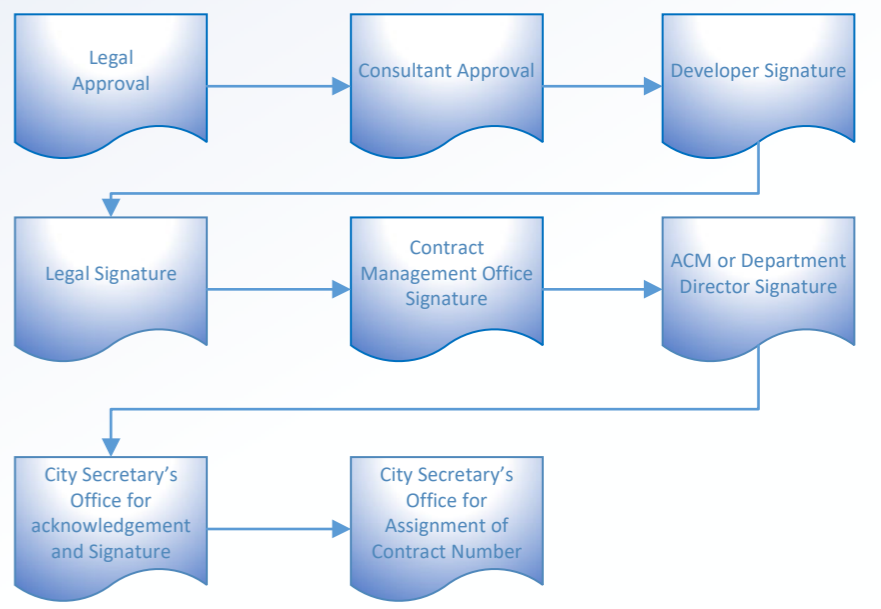 Legal
Approval
Consultant Approval
Developer Signature
Legal Signature
Contract
Management Office
Signature
ACM or Department
Director Signature
City Secretary’s
Office for
acknowledgement
and Signature
City Secretary’s
Office for
Assignment of
Contract Number